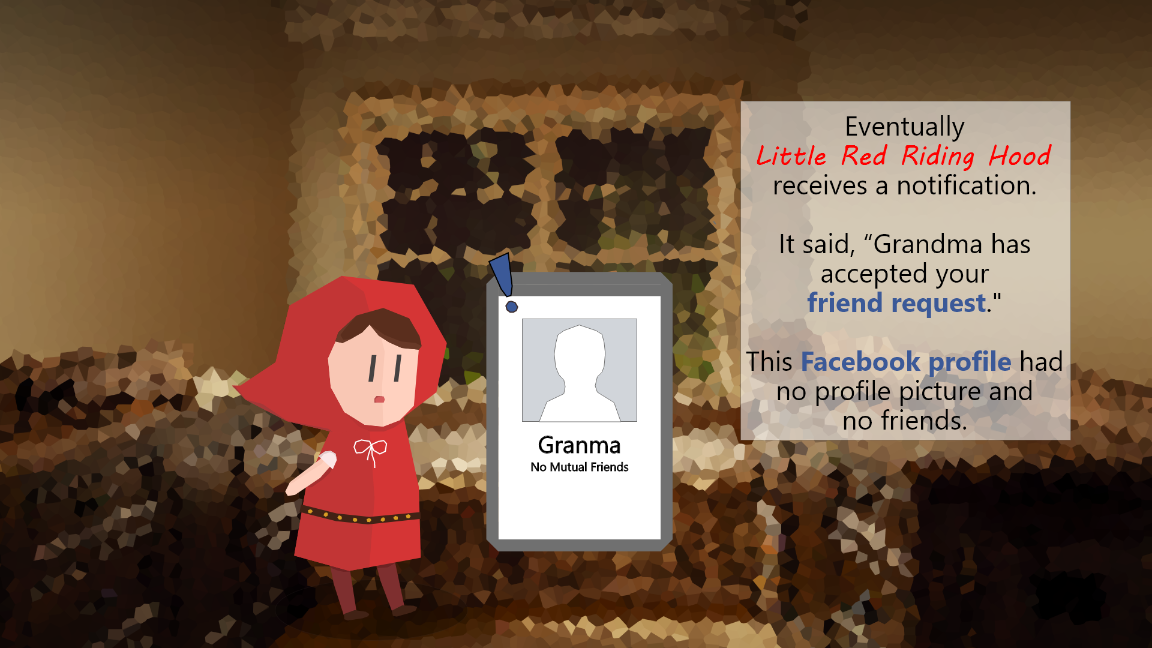 Eventually
Little Red Riding Hood
receives a notification.
It said, “Grandma has
accepted your
friend request."
This Facebook profile had
no profile picture and
no friends.
Granma
No Mutual Friends